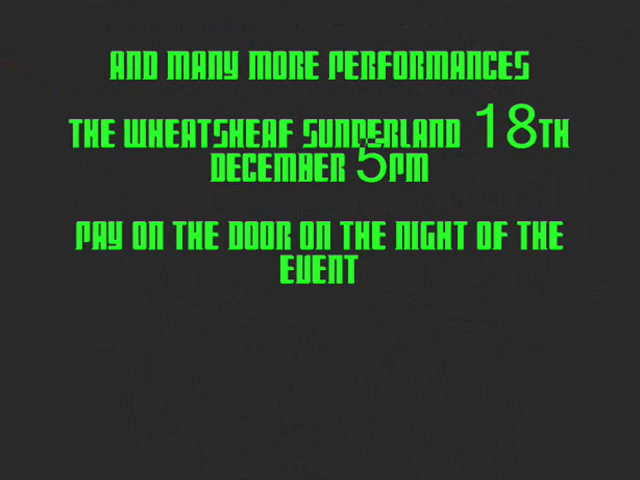 AND MANY MORE PERFORMANCES
THE WHEATSHEAF SUNDERLAND 18TH
DECEMBER 5PM
PAY ON THE DOOR ON THE NIGHT OF THE
EVENT